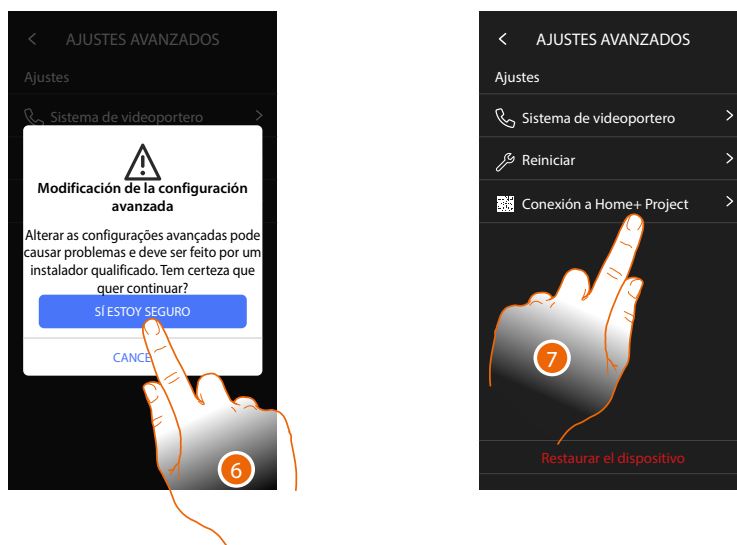 AJUSTES AVANZADOS
Ajustes
Sistema de videoportero
Modificación de la configuración
avanzada
Alterar as configurações avançadas pode
causar problemas e deve ser feito por um
instalador qualificado. Tem certeza que
quer continuar?
SÍ ESTOY SEGURO
CANCE
6
AJUSTES AVANZADOS
Ajustes
Sistema de videoportero
Reiniciar
Conexión a Home+ Project
7
Restaurar el dispositivo